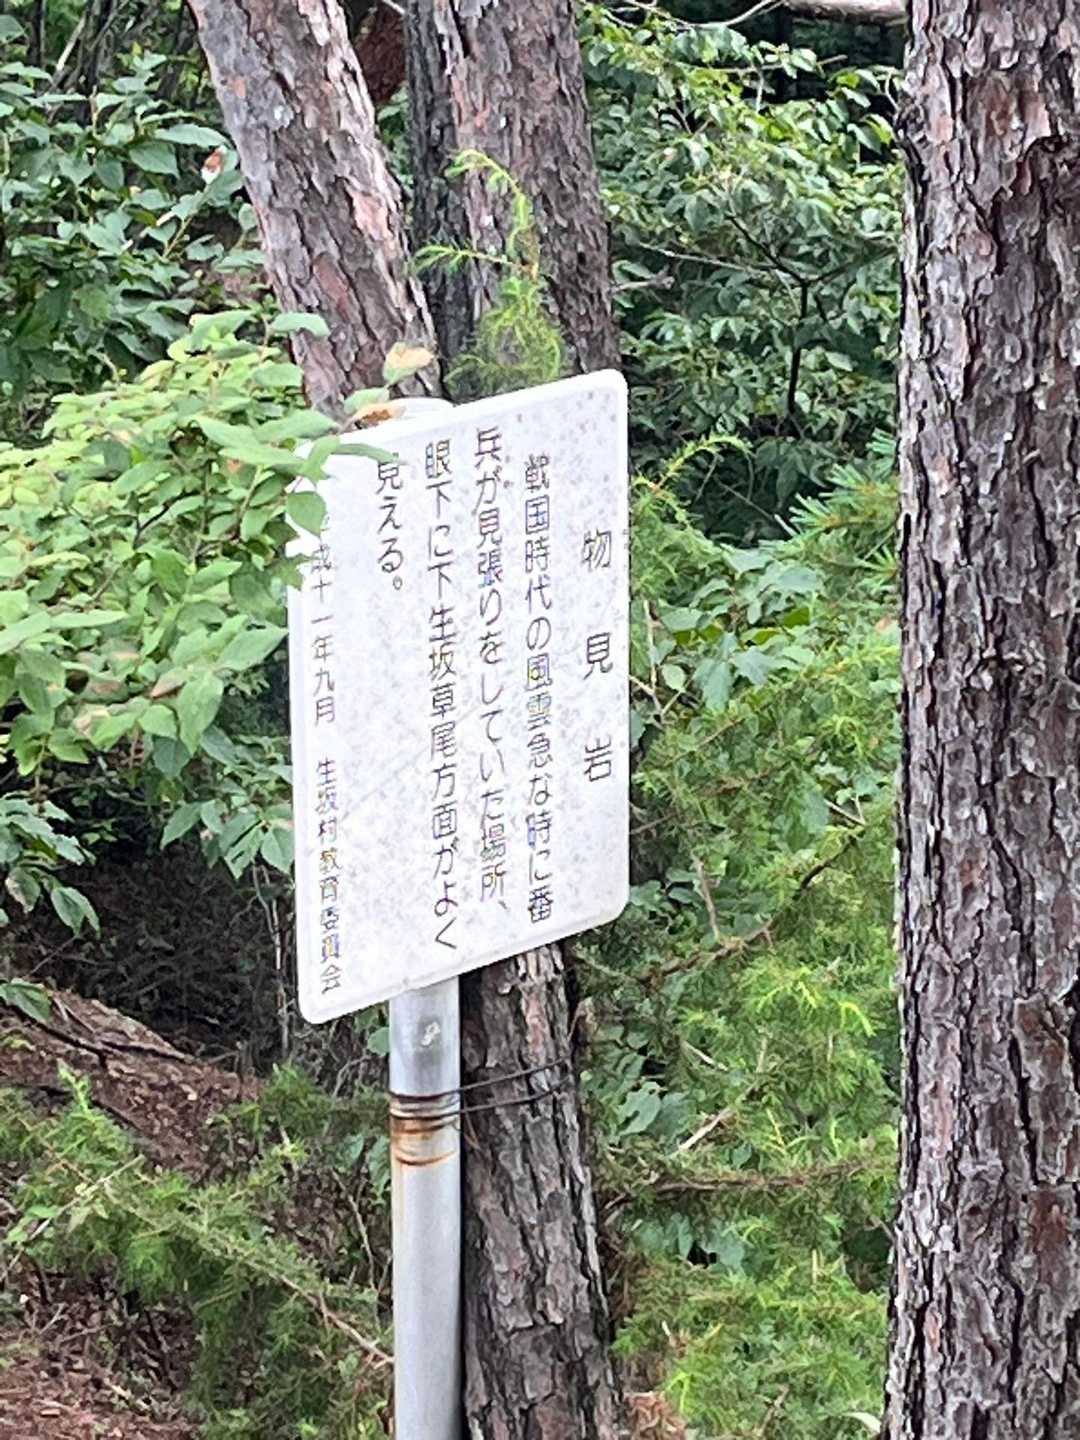 物見岩
戦国時代の風雲急な時に番
兵が見張りをしていた場所、
眼下に下生坂草尾方面がよく
見える。
平成十一年九月 生坂村教育委員会